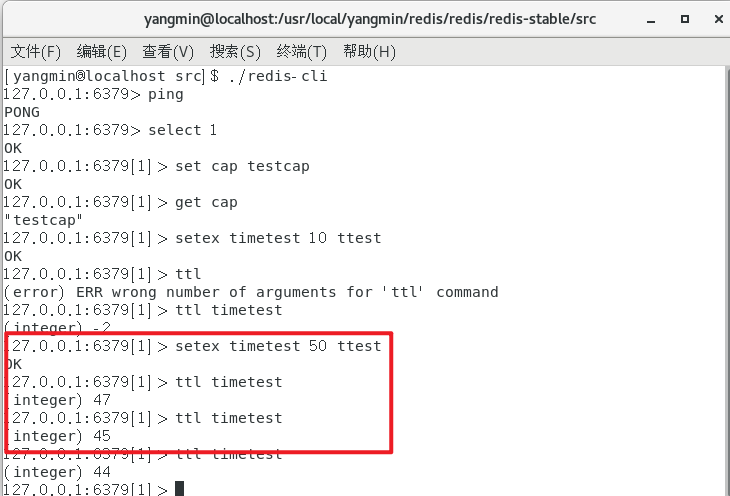 yangmin@localhost:/usr/local/yangmin/redis/redis/redis-stable/src
文件(F) 编辑(E) 查看(V) 搜索(S) 终端(T) 帮助(H)
[yangmin@localhost src]$ ./redis-cli
127.0.0.1:6379> ping
PONG
127.0.0.1:6379> select 1
OK
127.0.0.1:6379[1]> set cap testcap
OK
127.0.0.1:6379[1]> get cap
"testcap"
127.0.0.1:6379[1]> setex timetest 10 ttest
OK
127.0.0.1:6379[1]> ttl
(error) ERR wrong number of arguments for 'ttl' command
127.0.0.1:6379[1]> ttl timetest
(integer) -2
127.0.0.1:6379[1]> setex timetest 50 ttest
OK
127.0.0.1:6379[1]> ttl timetest
(integer) 47
127.0.0.1:6379[1]> ttl timetest
(integer) 45
127.0.0.1:6379[1]> ttl timetest
(integer) 44
127.0.0.1:6379[1]>